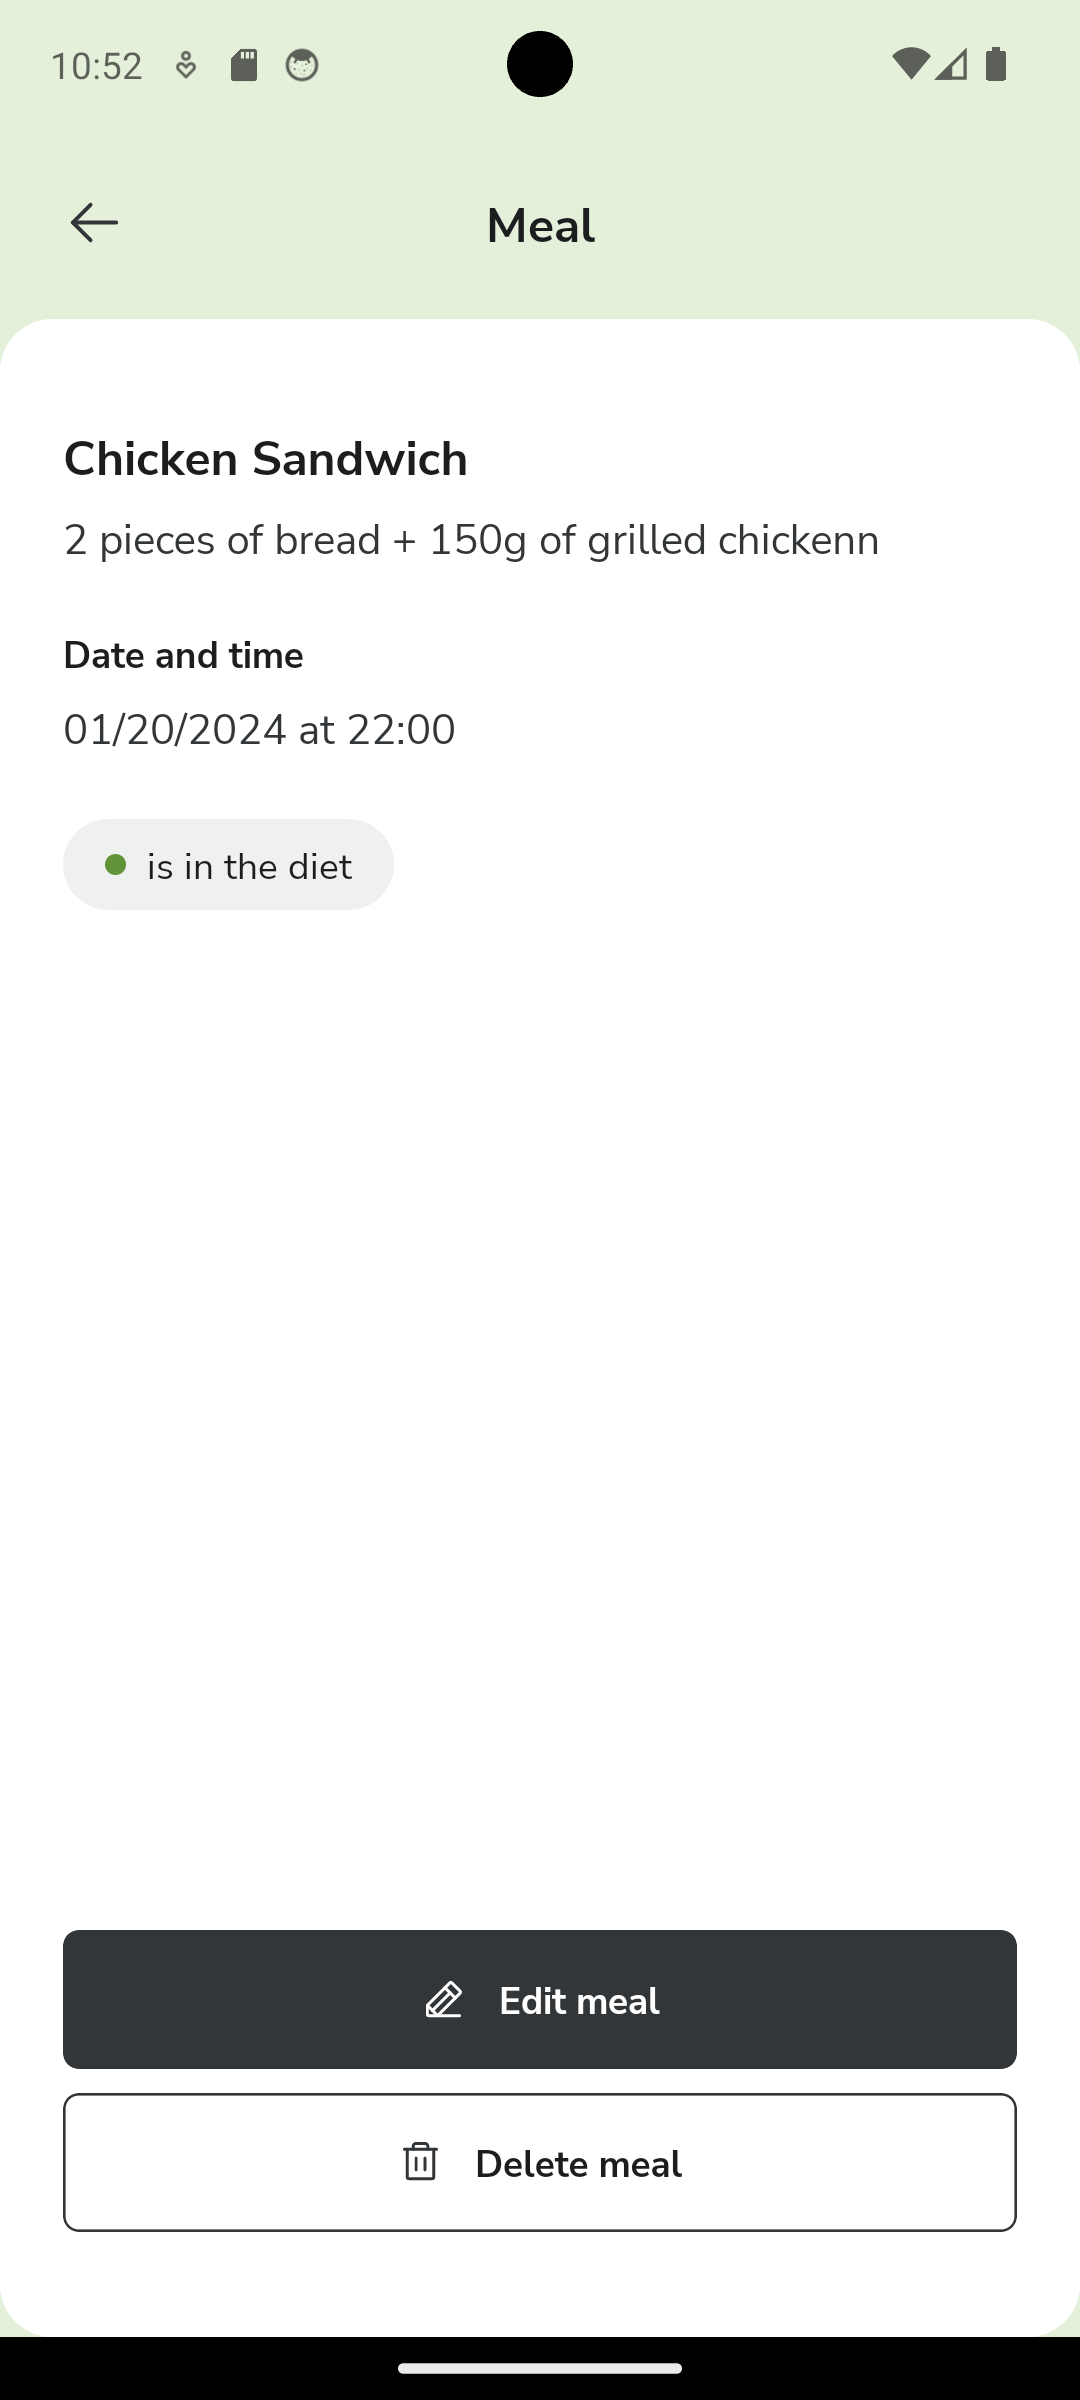 10:52
Meal
Chicken Sandwich
2 pieces of bread + 150g of grilled chickenn
Date and time
01/20/2024 at 22:00
is in the diet
Edit meal
Delete meal